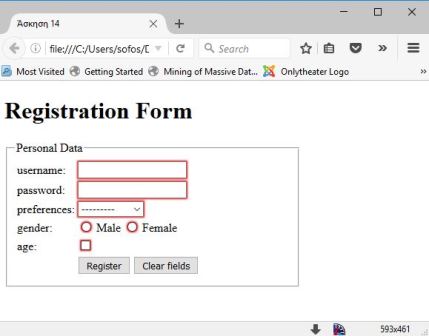 Άσκηση 14
file:///C:/Users/sofos/D
Search
Most Visited Getting Started Mining of Massive Dat... Onlytheater Logo
Registration Form
Personal Data
username:
password:
preferences: ---------
gender: Male Female
age:
Register Clear fields
593x461